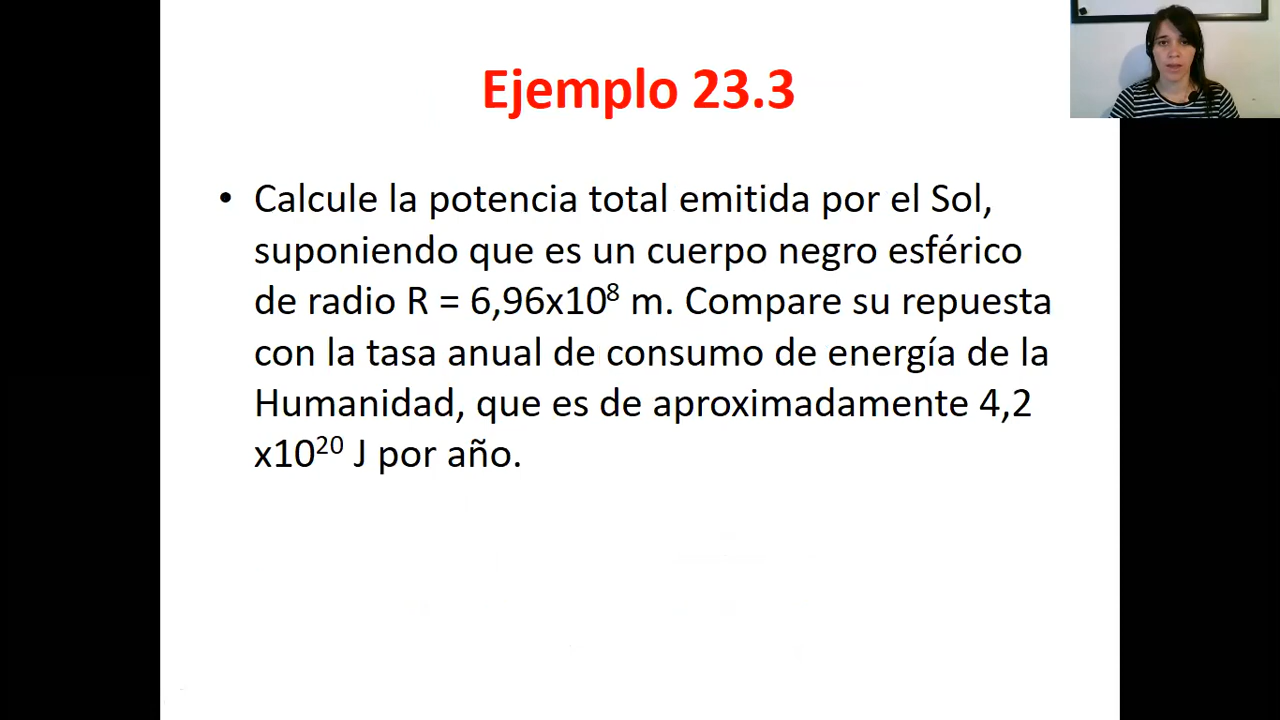 Ejemplo 23.3
• Calcule la potencia total emitida por el Sol,
suponiendo que es un cuerpo negro esférico
de radio R = 6,96x10⁸ m. Compare su repuesta
con la tasa anual de consumo de energía de la
Humanidad, que es de aproximadamente 4,2
x10²⁰ J por año.